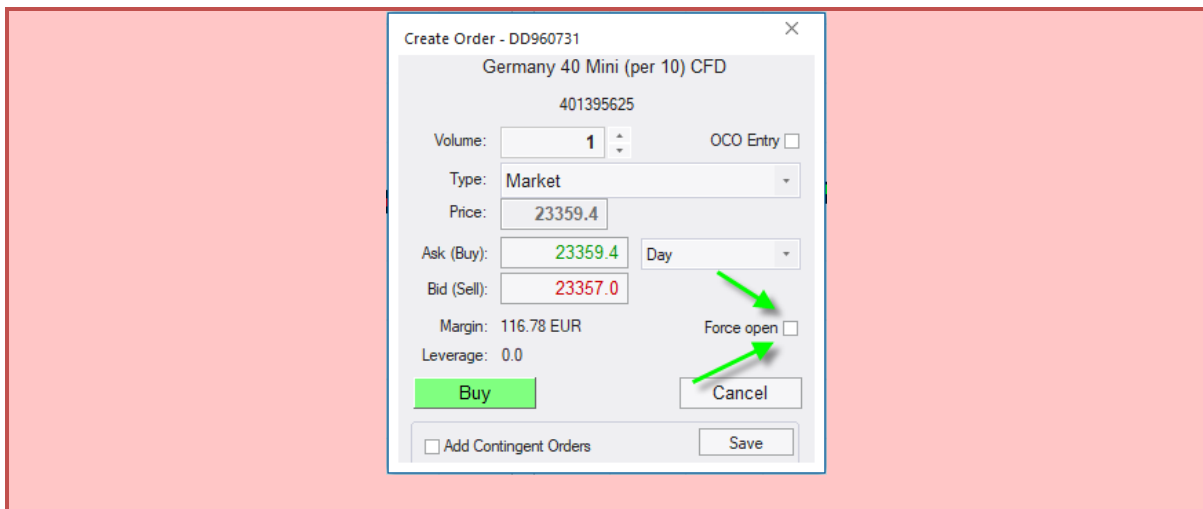 Create Order - DD960731
Germany 40 Mini (per 10) CFD
401395625
Volume: 1 OCO Entry
Type: Market
Price: 23359.4
Ask (Buy): 23359.4 Day
Bid (Sell): 23357.0
Margin: 116.78 EUR Force open
Leverage: 0.0
Buy Cancel
Add Contingent Orders Save